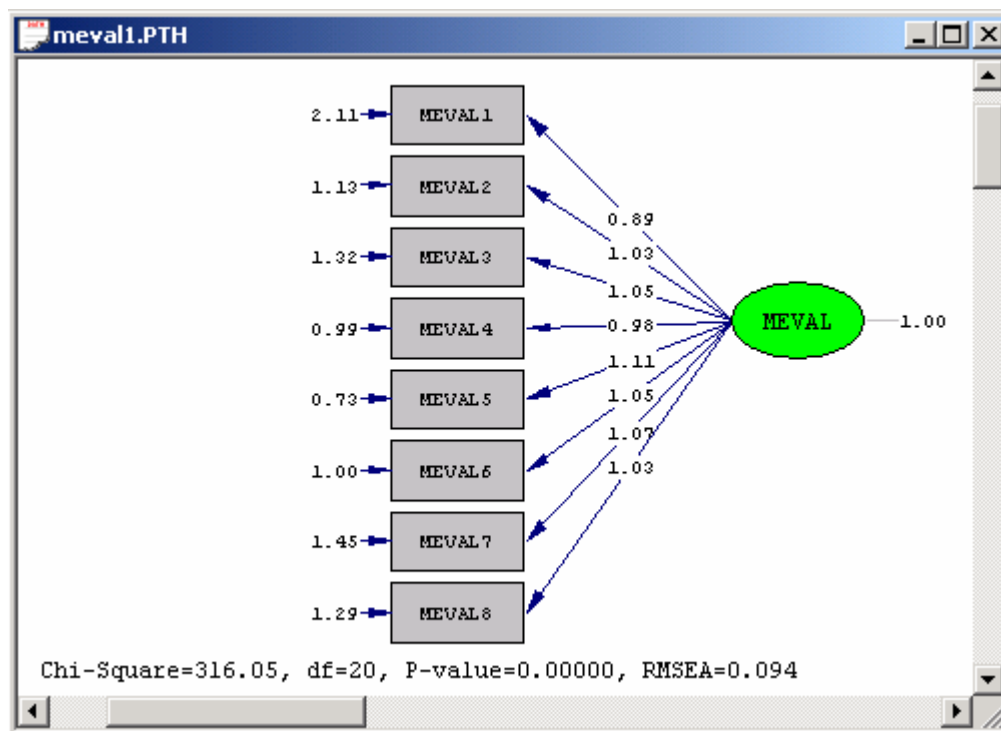 meval1.PTH
2.11 MEVAL1
1.13 MEVAL2
0.89
1.03
1.32 MEVAL3
1.05
0.99 MEVAL4 0.98 MEVAL 1.00
1.11
0.73 MEVAL5 1.05
1.07
1.00 MEVAL6 1.03
1.45 MEVAL7
1.29 MEVAL8
Chi-Square=316.05, df=20, P-value=0.00000, RMSEA=0.094